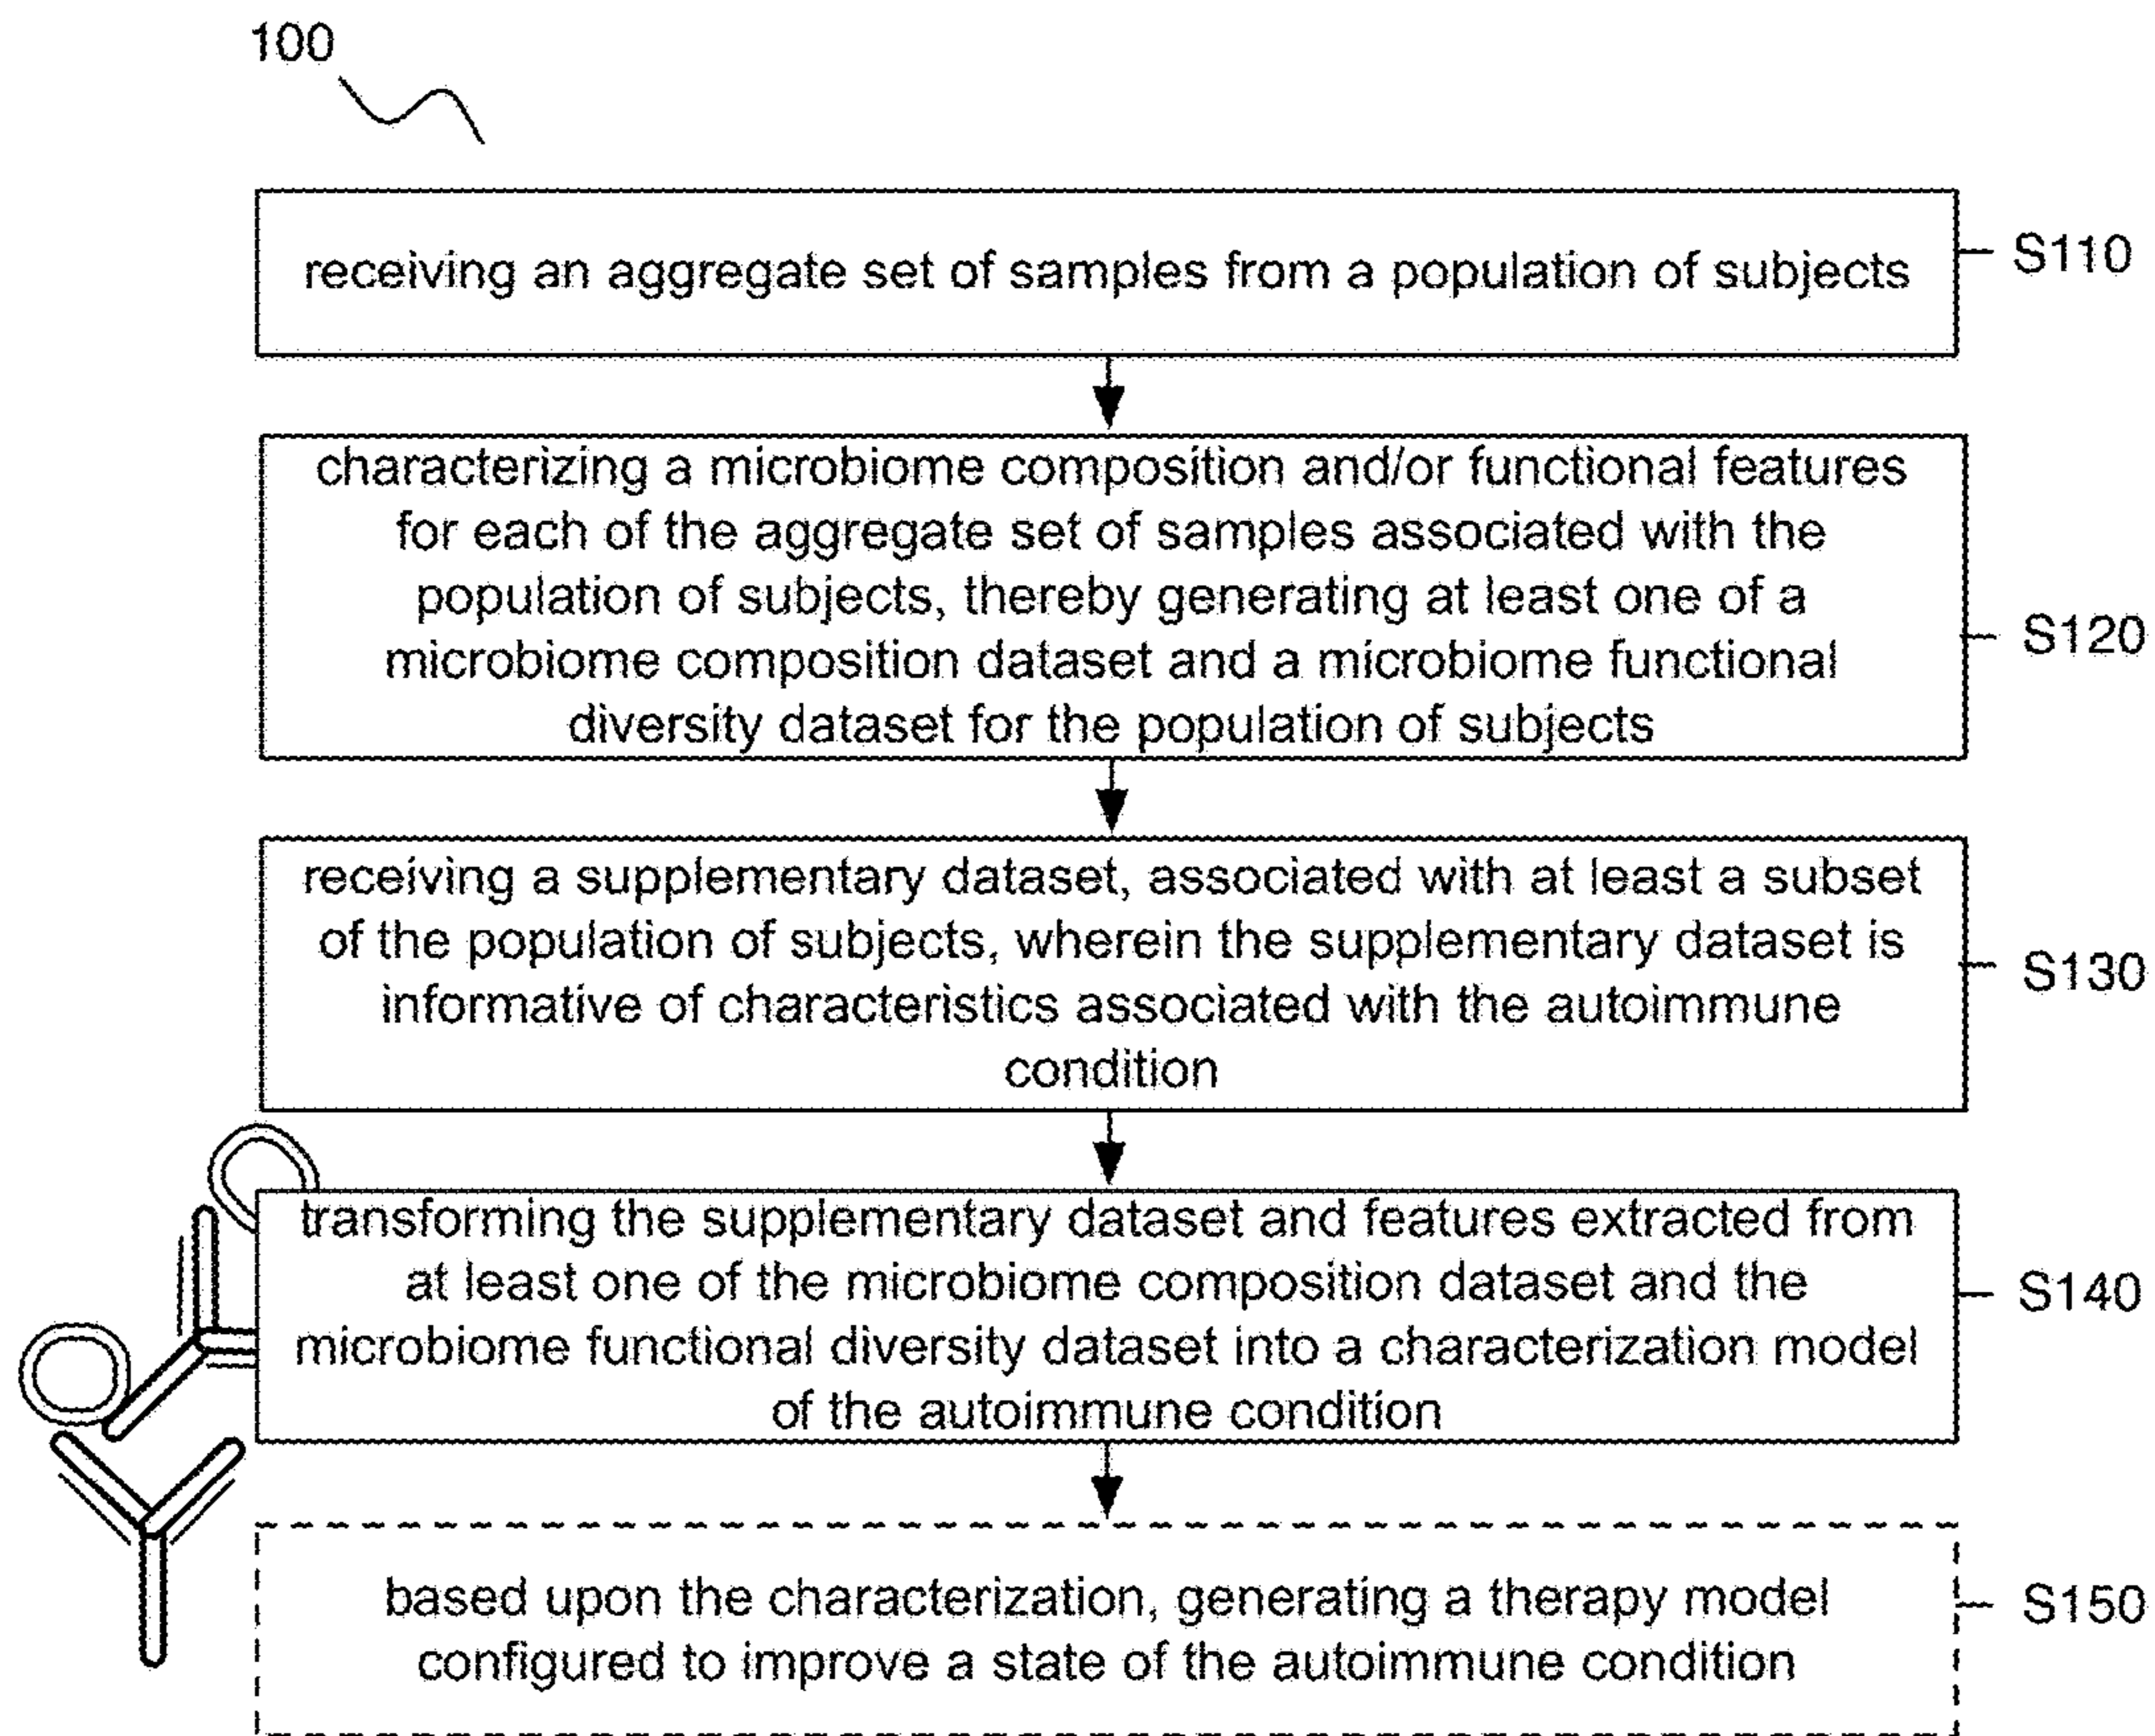 100
receiving an aggregate set of samples from a population of subjects
S110
characterizing a microbiome composition and/or functional features
for each of the aggregate set of samples associated with the
population of subjects, thereby generating at least one of a
microbiome composition dataset and a microbiome functional
diversity dataset for the population of subjects
S120
receiving a supplementary dataset, associated with at least a subset
of the population of subjects, wherein the supplementary dataset is
informative of characteristics associated with the autoimmune
condition
S130
transforming the supplementary dataset and features extracted from
at least one of the microbiome composition dataset and the
microbiome functional diversity dataset into a characterization model
of the autoimmune condition
S140
based upon the characterization, generating a therapy model
configured to improve a state of the autoimmune condition
S150